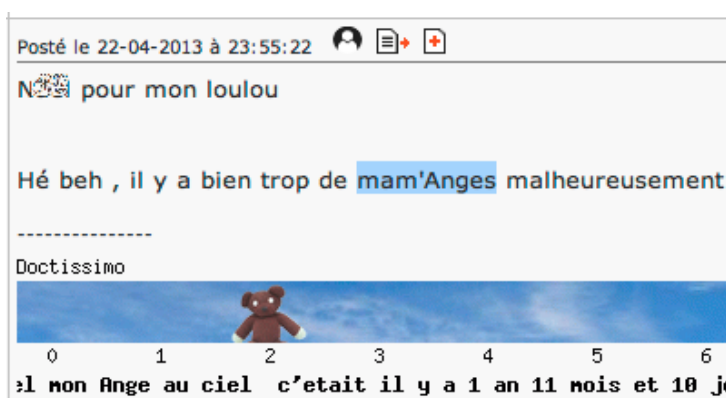 Posté le 22-04-2013 à 23:55:22
pour mon loulou
Hé beh , il y a bien trop de mam'Anges malheureusement
---------------
Doctissimo
0 1 2 3 4 5 6
mon Ange au ciel c'etait il y a 1 an 11 mois et 10